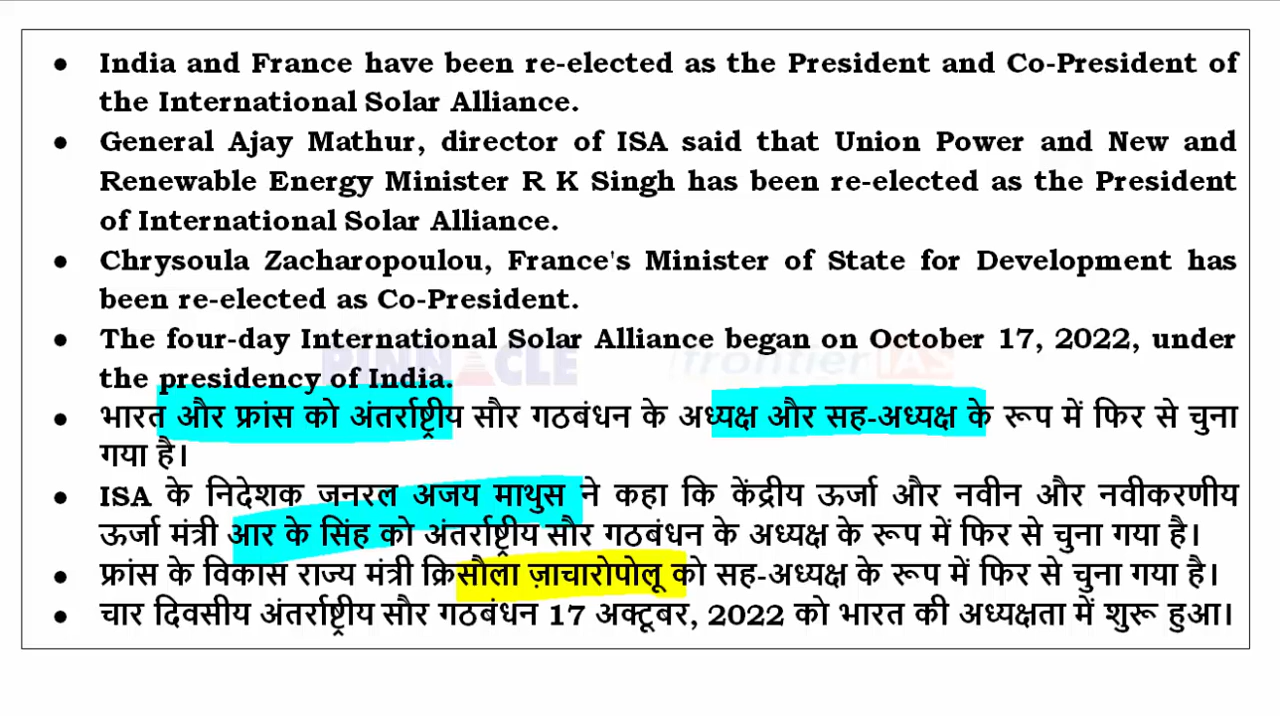 • India and France have been re-elected as the President and Co-President of
the International Solar Alliance.
• General Ajay Mathur, director of ISA said that Union Power and New and
Renewable Energy Minister R K Singh has been re-elected as the President
of International Solar Alliance.
• Chrysoula Zacharopoulou, France's Minister of State for Development has
been re-elected as Co-President.
• The four-day International Solar Alliance began on October 17, 2022, under
PINNACLE frontier IAS
the presidency of India.
• भारत और फ्रांस को अंतर्राष्ट्रीय सौर गठबंधन के अध्यक्ष और सह-अध्यक्ष के रूप में फिर से चुना
गया है।
• ISA के निदेशक जनरल अजय माथुस ने कहा कि केंद्रीय ऊर्जा और नवीन और नवीकरणीय
ऊर्जा मंत्री आर के सिंह को अंतर्राष्ट्रीय सौर गठबंधन के अध्यक्ष के रूप में फिर से चुना गया है।
• फ्रांस के विकास राज्य मंत्री क्रिसौला ज़ाचारोपोलू को सह-अध्यक्ष के रूप में फिर से चुना गया है।
• चार दिवसीय अंतर्राष्ट्रीय सौर गठबंधन 17 अक्टूबर, 2022 को भारत की अध्यक्षता में शुरू हुआ।